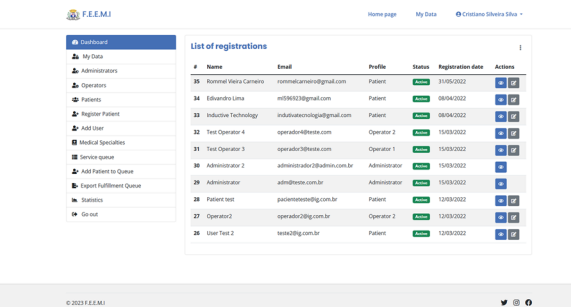 F.E.E.M.I
Home page
My Data
Cristiano Silveira Silva
Dashboard
My Data
Administrators
Operators
Patients
Register Patient
Add User
Medical Specialties
Service queue
Add Patient to Queue
Export Fulfillment Queue
Statistics
Go out
List of registrations
# Name Email Profile Status Registration date Actions
35 Rommel Vieira Carneiro rommelcarneiro@gmail.com Patient Active 31/05/2022
34 Edivandro Lima ml596923@gmail.com Patient Active 08/04/2022
33 Inductive Technology indutivatecnologia@gmail.com Patient Active 08/04/2022
32 Test Operator 4 operador4@teste.com Operator 2 Active 15/03/2022
31 Test Operator 3 operador3@teste.com Operator 1 Active 15/03/2022
30 Administrator 2 administrador2@admin.com.br Administrator Active 15/03/2022
29 Administrator adm@teste.com.br Administrator Active 15/03/2022
28 Patient test pacienteteste@ig.com.br Patient Active 12/03/2022
27 Operator2 operador2@ig.com.br Operator 2 Active 12/03/2022
26 User Test 2 teste2@ig.com.br Patient Active 12/03/2022
© 2023 F.E.E.M.I